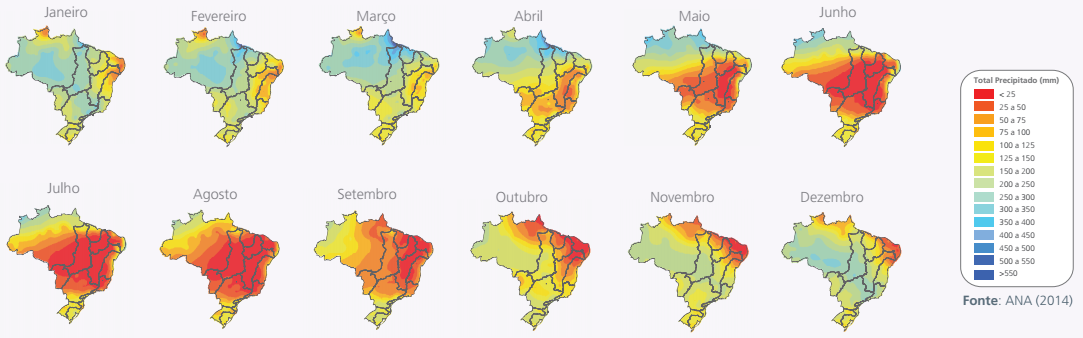 Janeiro
Fevereiro
Março
Abril
Maio
Junho
Julho
Agosto
Setembro
Outubro
Novembro
Dezembro
Total Precipitado (mm)
< 25
25 a 50
50 a 75
75 a 100
100 a 125
125 a 150
150 a 200
200 a 250
250 a 300
300 a 350
350 a 400
400 a 450
450 a 500
500 a 550
>550
Fonte: ANA (2014)